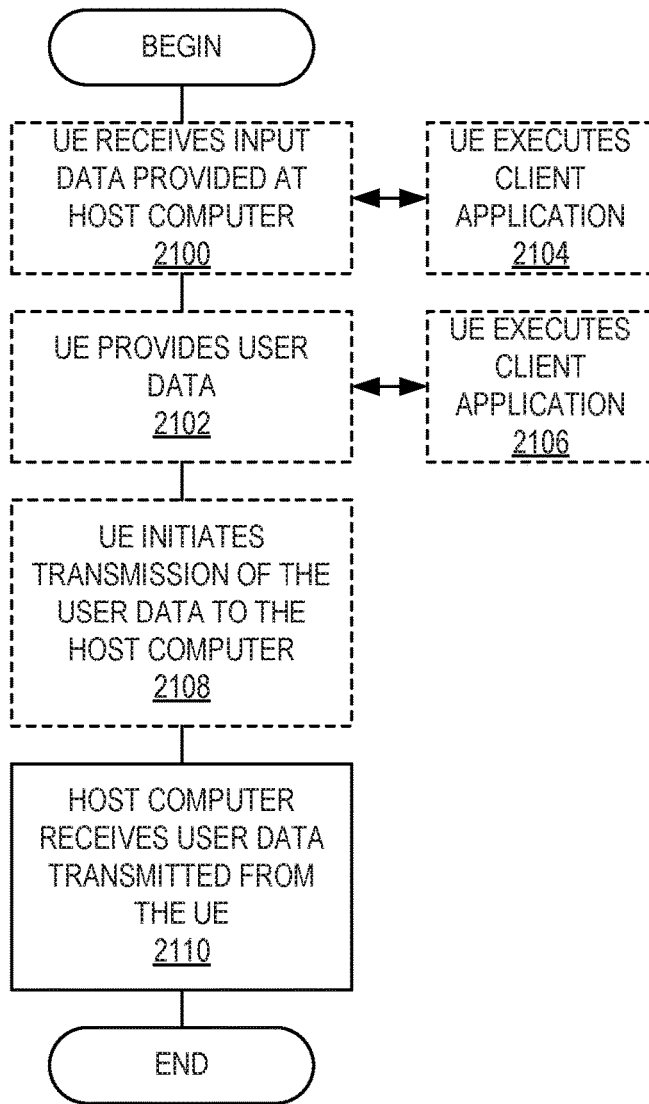 BEGIN
UE RECEIVES INPUT
DATA PROVIDED AT
HOST COMPUTER
2100
UE EXECUTES
CLIENT
APPLICATION
2104
UE PROVIDES USER
DATA
2102
UE EXECUTES
CLIENT
APPLICATION
2106
UE INITIATES
TRANSMISSION OF THE
USER DATA TO THE
HOST COMPUTER
2108
HOST COMPUTER
RECEIVES USER DATA
TRANSMITTED FROM
THE UE
2110
END